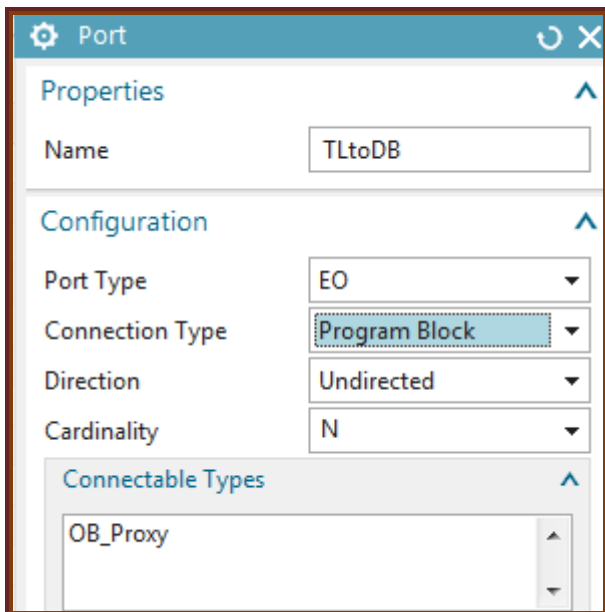 Port
Properties
Name TLtoDB
Configuration
Port Type EO
Connection Type Program Block
Direction Undirected
Cardinality N
Connectable Types
OB_Proxy